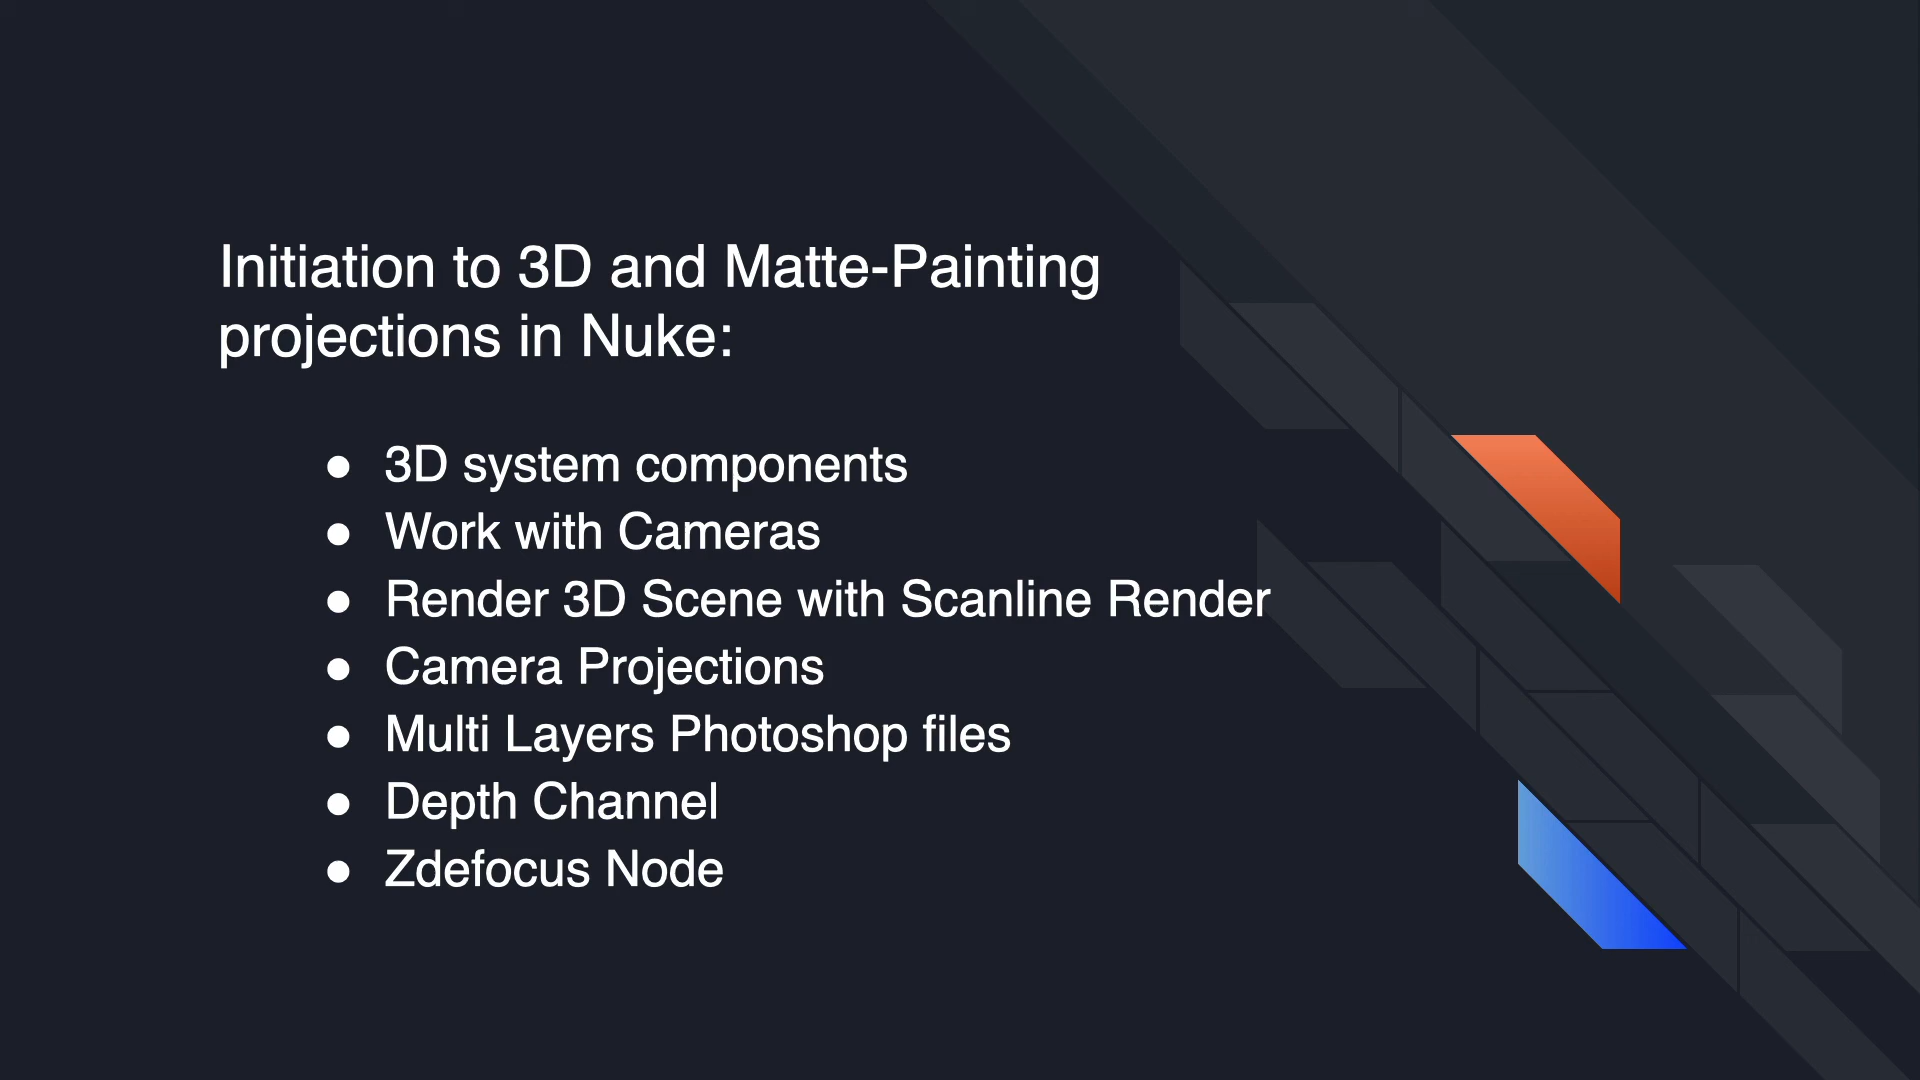 Initiation to 3D and Matte-Painting
projections in Nuke:
● 3D system components
● Work with Cameras
● Render 3D Scene with Scanline Render
● Camera Projections
● Multi Layers Photoshop files
● Depth Channel
● Zdefocus Node